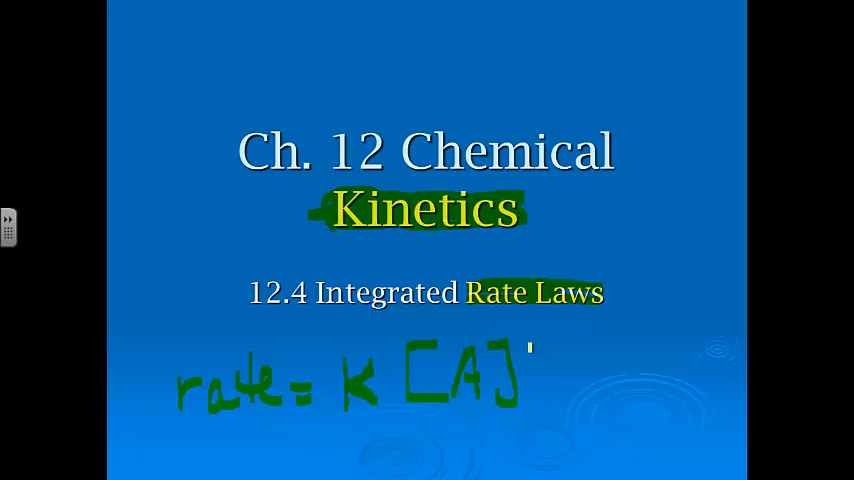 Ch. 12 Chemical
Kinetics
12.4 Integrated Rate Laws
rate = K [A]